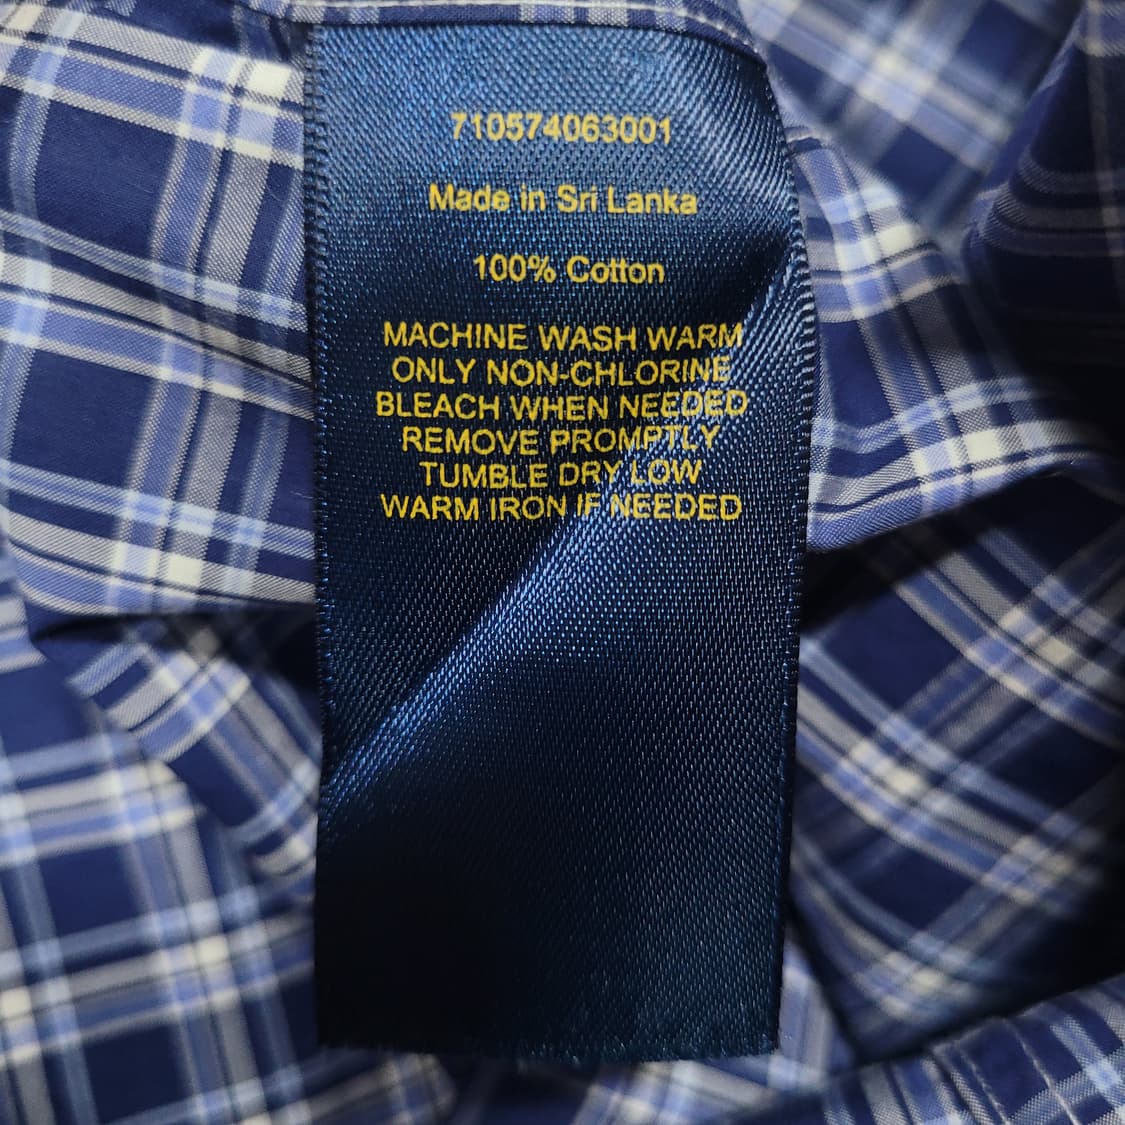 710574063001
Made in Sri Lanka
100% Cotton
MACHINE WASH WARM
ONLY NON-CHLORINE
BLEACH WHEN NEEDED
REMOVE PROMPTLY
TUMBLE DRY LOW
WARM IRON IF NEEDED